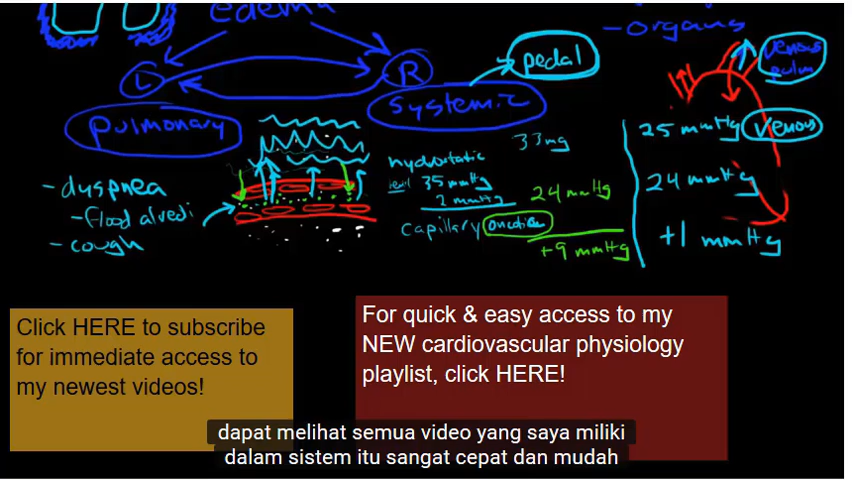 edema
-organs
venous
pulm
L
R
pedal
systemic
pulmonary
25 mmHg venous
hydrostatic 33mg
-dyspnea
35 mmHg
2 mmHg
24 mmHg
24 mmHg
-flood alveoli
capillary oncotic
-cough
+9 mmHg
+1 mmHg
Click HERE to subscribe
for immediate access to
my newest videos!
For quick & easy access to my
NEW cardiovascular physiology
playlist, click HERE!
dapat melihat semua video yang saya miliki
dalam sistem itu sangat cepat dan mudah